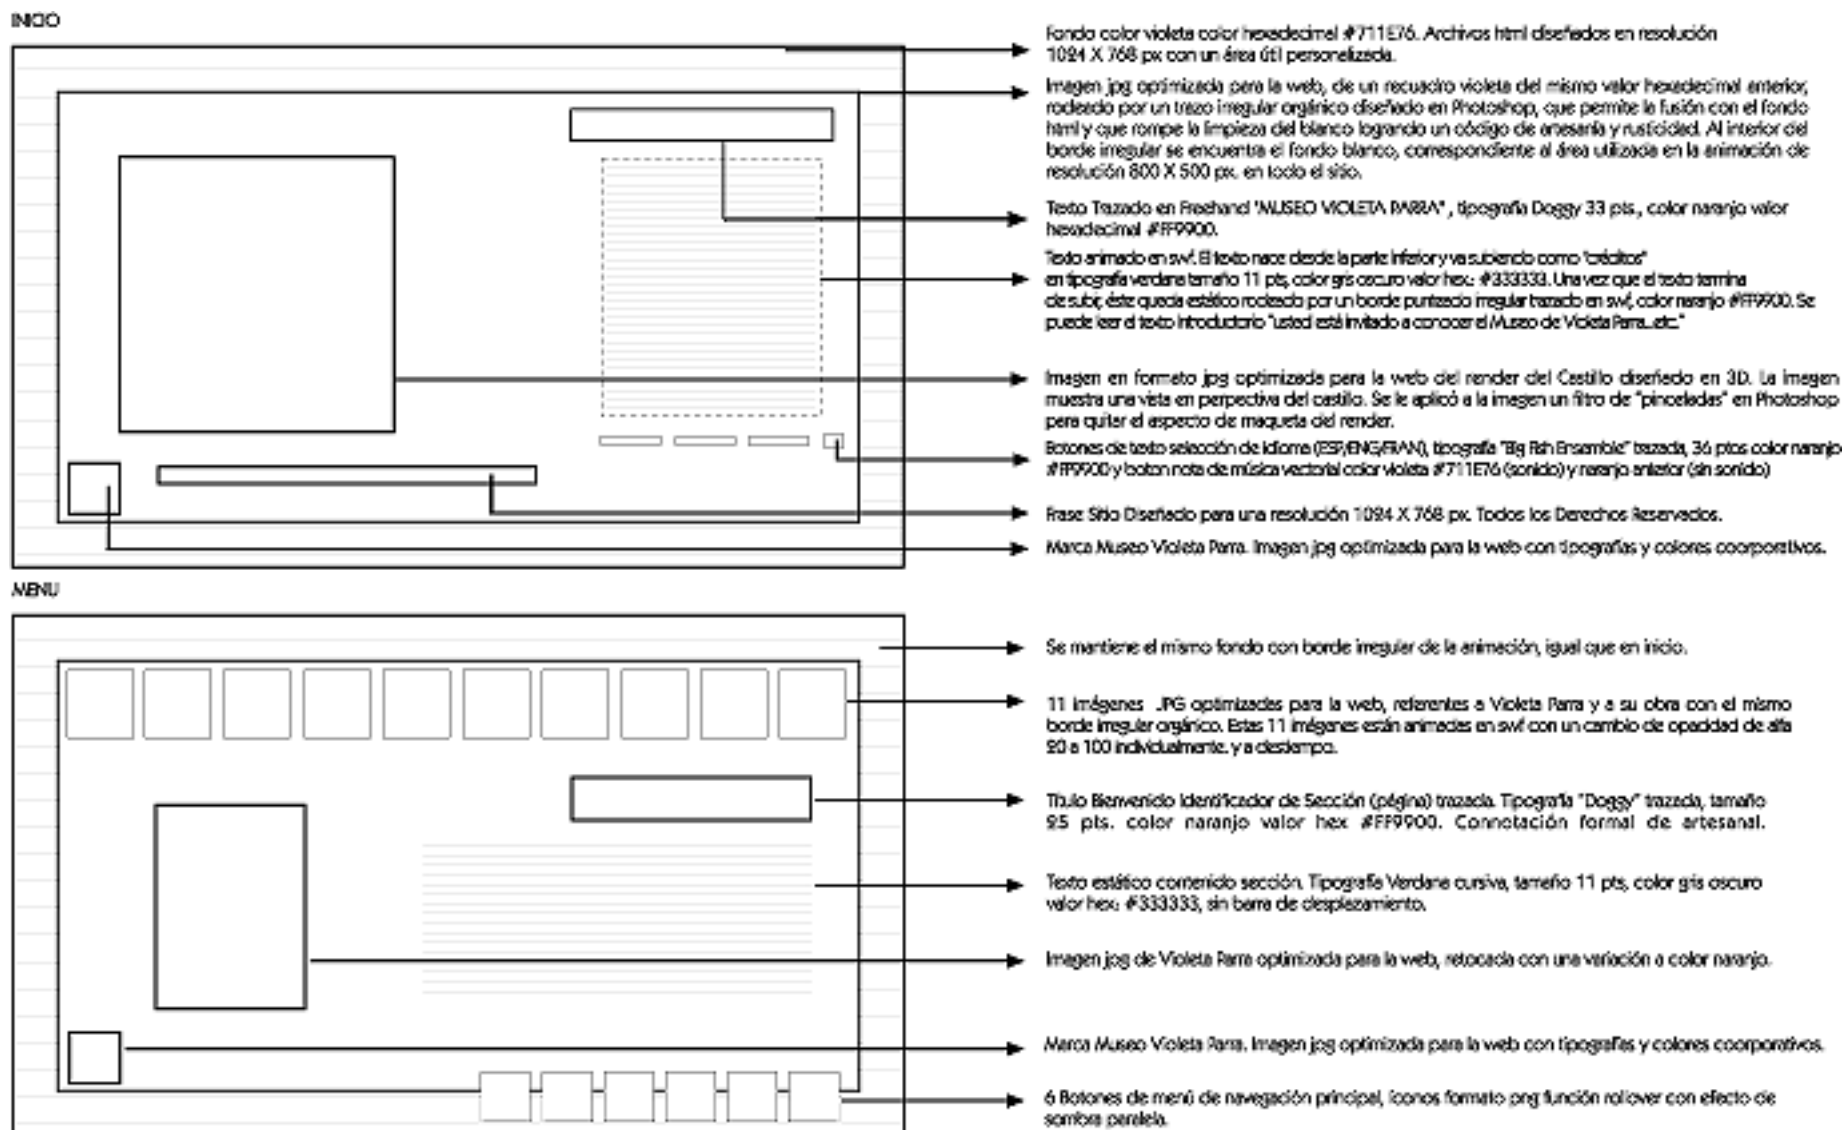 INICIO
Fondo color violeta color hexadecimal #711E76. Archivos html diseñados en resolución
1024 X 768 px con un área útil personalizada.
Imagen jpg optimizada para la web, de un recuadro violeta del mismo valor hexadecimal anterior,
rodeado por un trazo irregular orgánico diseñado en Photoshop, que permite la fusión con el fondo
html y que rompe la limpieza del blanco logrando un código de artesanía y rusticidad. Al interior del
borde irregular se encuentra el fondo blanco, correspondiente al área utilizada en la animación de
resolución 800 X 500 px. en todo el sitio.
Texto Trazado en Freehand "MUSEO VIOLETA PARRA" , tipografía Doggy 33 pts., color naranjo valor
hexadecimal #FF9900.
Texto animado en swf. El texto nace desde la parte inferior y va subiendo como "créditos"
en tipografía verdana tamaño 11 pts, color gris oscuro valor hex.: #333333. Una vez que el texto termina
de subir, éste queda estático rodeado por un borde punteado irregular trazado en swf, color naranjo #FF9900. Se
puede leer el texto introductorio "usted está invitado a conocer el Museo de Violeta Parra...etc."
Imagen en formato jpg optimizada para la web del render del Castillo diseñado en 3D. La imagen
muestra una vista en perpectiva del castillo. Se le aplicó a la imagen un filtro de "pinceladas" en Photoshop
para quitar el aspecto de maqueta del render.
Botones de texto selección de idioma (ESP/ENG/FRAN), tipografía "Big Fish Ensemble" trazada, 36 ptos color naranjo
#FF9900 y boton nota de música vectorial color violeta #711E76 (sonido) y naranjo anterior (sin sonido)
Frase Sitio Diseñado para una resolución 1024 X 768 px. Todos los Derechos Reservados.
Marca Museo Violeta Parra. Imagen jpg optimizada para la web con tipografías y colores coorporativos.
MENU
Se mantiene el mismo fondo con borde irregular de la animación, igual que en inicio.
11 imágenes .JPG optimizadas para la web, referentes a Violeta Parra y a su obra con el mismo
borde irregular orgánico. Estas 11 imágenes están animadas en swf con un cambio de opacidad de alfa
20 a 100 individualmente. y a destiempo.
Título Bienvenido Identificador de Sección (página) trazada. Tipografía "Doggy" trazada, tamaño
25 pts. color naranjo valor hex #FF9900. Connotación formal de artesanal.
Texto estático contenido sección. Tipografía Verdana cursiva, tamaño 11 pts, color gris oscuro
valor hex.: #333333, sin barra de desplazamiento.
Imagen jpg de Violeta Parra optimizada para la web, retocada con una variación a color naranjo.
Marca Museo Violeta Parra. Imagen jpg optimizada para la web con tipografías y colores coorporativos.
6 Botones de menú de navegación principal, íconos formato png función rollover con efecto de
sombra paralela.